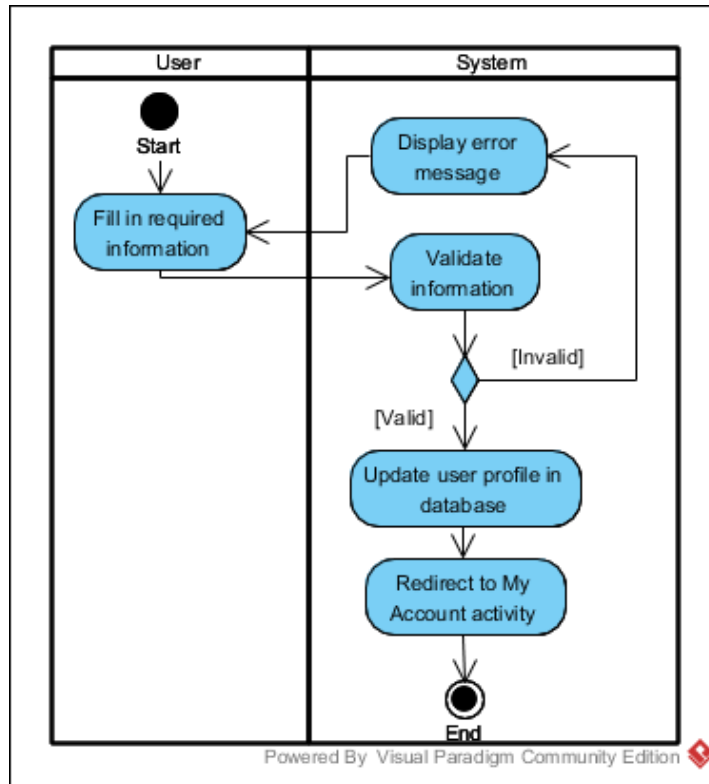 User
System
Start
Display error
message
Fill in required
information
Validate
information
[Invalid]
[Valid]
Update user profile in
database
Redirect to My
Account activity
End
Powered By Visual Paradigm Community Edition